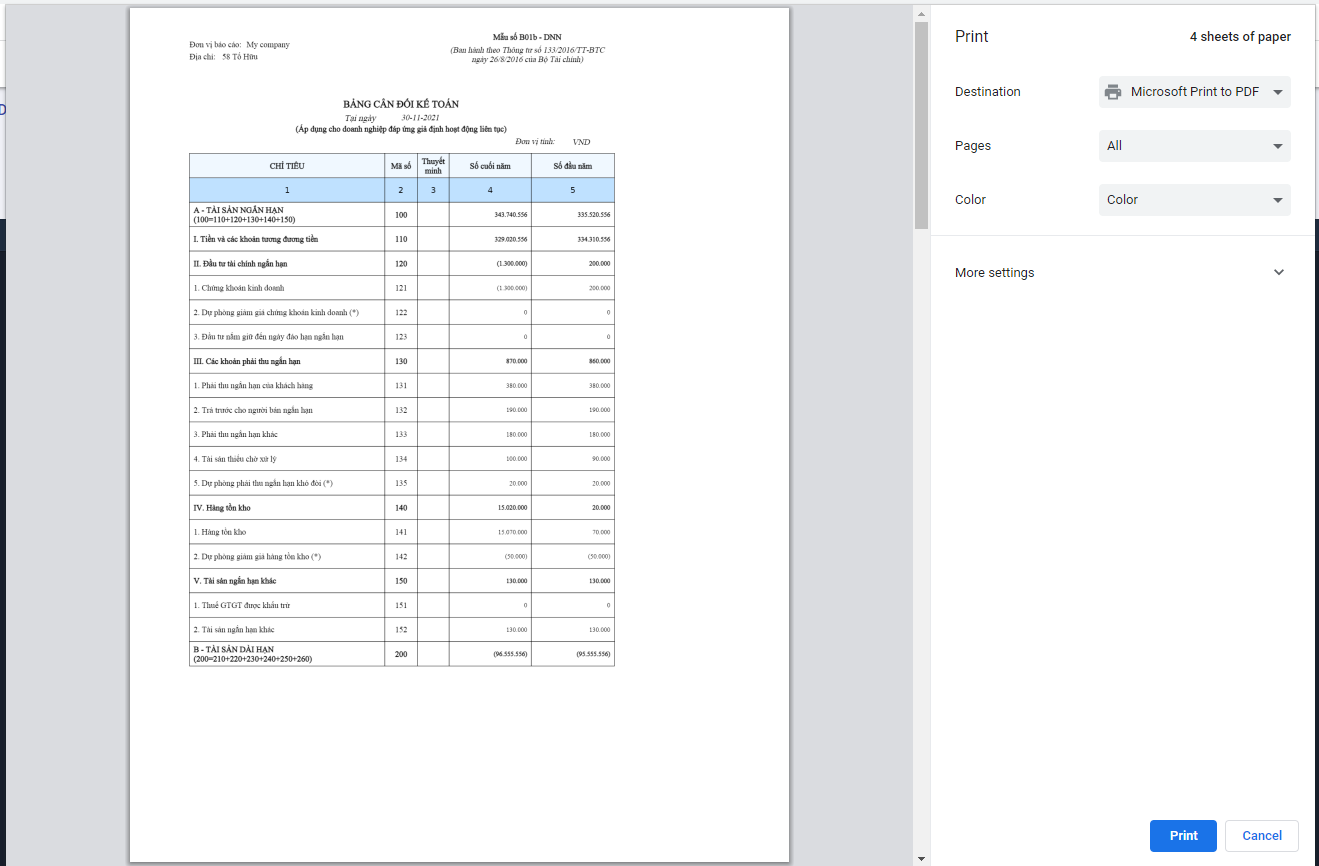 Đơn vị báo cáo: My company
Địa chỉ: 58 Tố Hữu
Mẫu số B01b - DNN
(Ban hành theo Thông tư số 133/2016/TT-BTC
ngày 26/8/2016 của Bộ Tài chính)
BẢNG CÂN ĐỐI KẾ TOÁN
Tại ngày 30-11-2021
(Áp dụng cho doanh nghiệp đáp ứng giả định hoạt động liên tục)
Đơn vị tính: VND
CHỈ TIÊU Mã số Thuyết minh Số cuối năm Số đầu năm
1 2 3 4 5
A - TÀI SẢN NGẮN HẠN
(100=110+120+130+140+150) 100 343.740.556 335.520.556
I. Tiền và các khoản tương đương tiền 110 329.020.556 334.310.556
II. Đầu tư tài chính ngắn hạn 120 (1.300.000) 200.000
1. Chứng khoán kinh doanh 121 (1.300.000) 200.000
2. Dự phòng giảm giá chứng khoán kinh doanh (*) 122 0 0
3. Đầu tư nắm giữ đến ngày đáo hạn ngắn hạn 123 0 0
III. Các khoản phải thu ngắn hạn 130 870.000 860.000
1. Phải thu ngắn hạn của khách hàng 131 380.000 380.000
2. Trả trước cho người bán ngắn hạn 132 190.000 190.000
3. Phải thu ngắn hạn khác 133 180.000 180.000
4. Tài sản thiếu chờ xử lý 134 100.000 90.000
5. Dự phòng phải thu ngắn hạn khó đòi (*) 135 20.000 20.000
IV. Hàng tồn kho 140 15.020.000 20.000
1. Hàng tồn kho 141 15.070.000 70.000
2. Dự phòng giảm giá hàng tồn kho (*) 142 (50.000) (50.000)
V. Tài sản ngắn hạn khác 150 130.000 130.000
1. Thuế GTGT được khấu trừ 151 0 0
2. Tài sản ngắn hạn khác 152 130.000 130.000
B - TÀI SẢN DÀI HẠN
(200=210+220+230+240+250+260) 200 (96.555.556) (95.555.556)
Print 4 sheets of paper
Destination Microsoft Print to PDF
Pages All
Color Color
More settings
Print Cancel